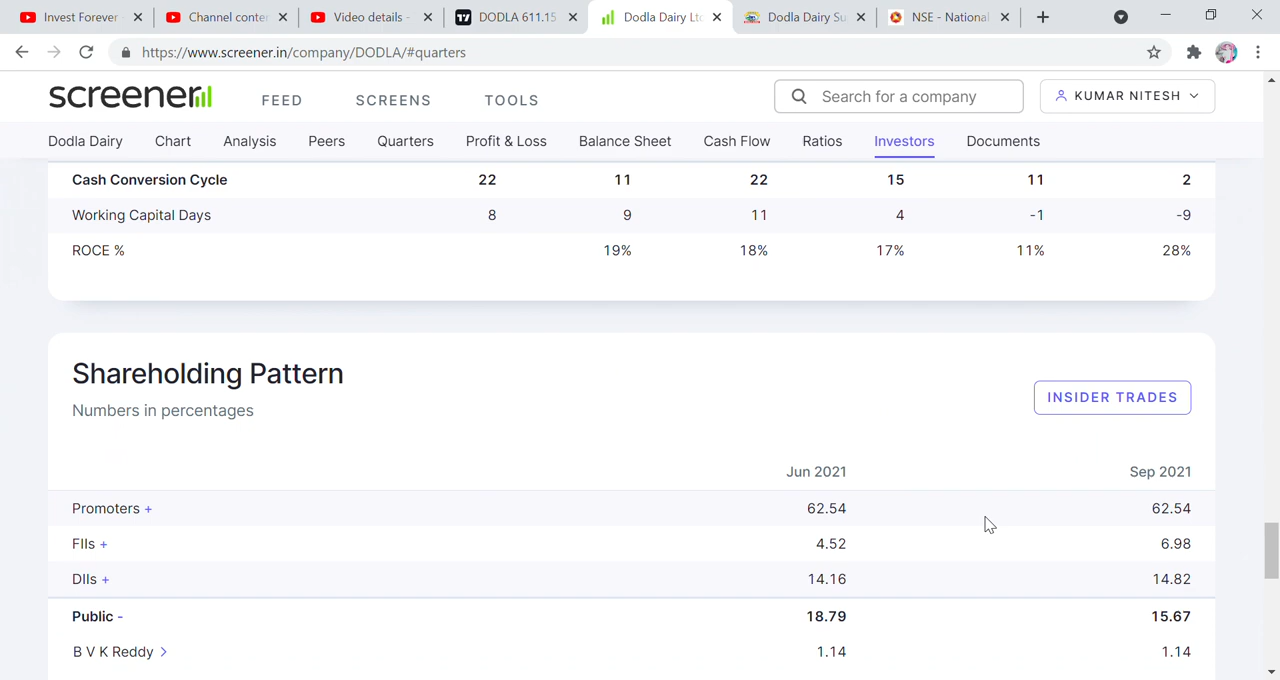 Invest Forever
Channel conter
Video details -
DODLA 611.15
Dodla Dairy Ltd
Dodla Dairy Su
NSE - National
https://www.screener.in/company/DODLA/#quarters
screener
FEED
SCREENS
TOOLS
Search for a company
KUMAR NITESH
Dodla Dairy
Chart
Analysis
Peers
Quarters
Profit & Loss
Balance Sheet
Cash Flow
Ratios
Investors
Documents
Cash Conversion Cycle 22 11 22 15 11 2
Working Capital Days 8 9 11 4 -1 -9
ROCE % 19% 18% 17% 11% 28%
Shareholding Pattern
Numbers in percentages
INSIDER TRADES
Jun 2021 Sep 2021
Promoters + 62.54 62.54
FIIs + 4.52 6.98
DIIs + 14.16 14.82
Public - 18.79 15.67
B V K Reddy > 1.14 1.14